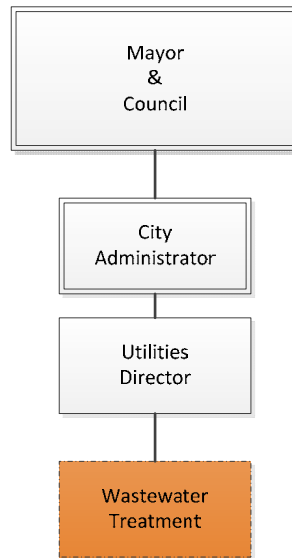 Mayor
&
Council
City
Administrator
Utilities
Director
Wastewater
Treatment